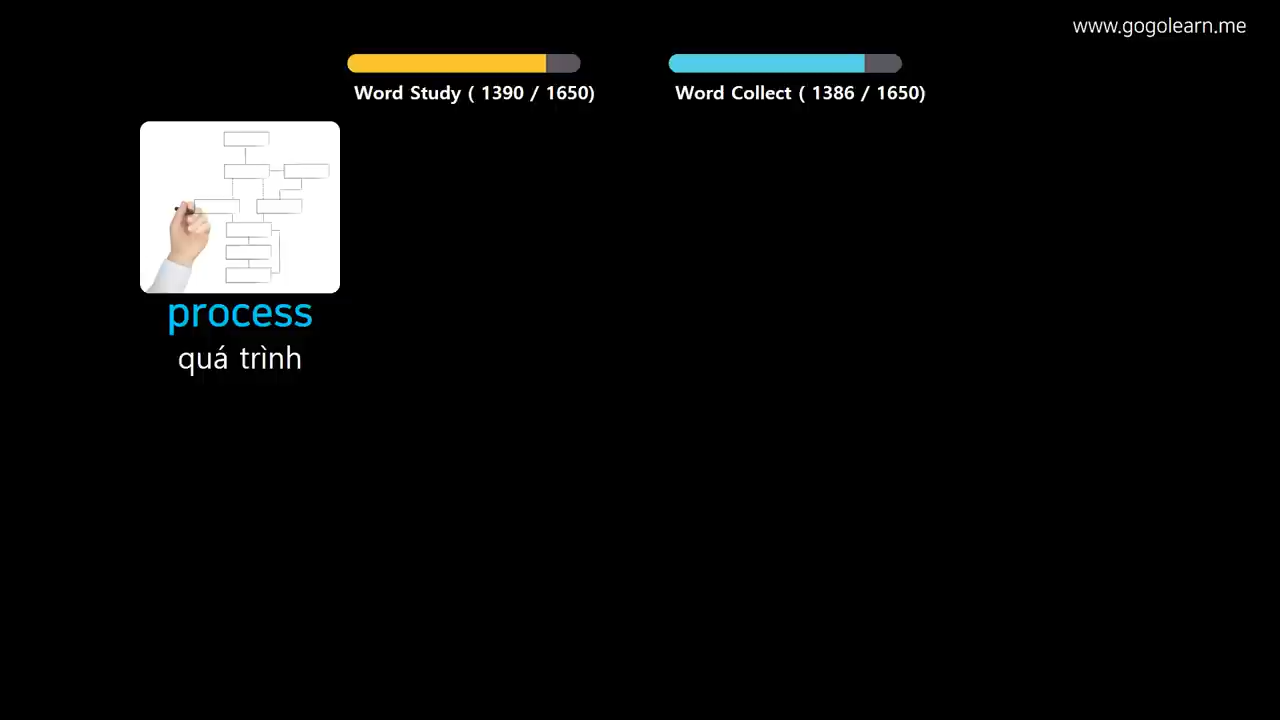 www.gogolearn.me
Word Study ( 1390 / 1650)
Word Collect ( 1386 / 1650)
process
quá trình